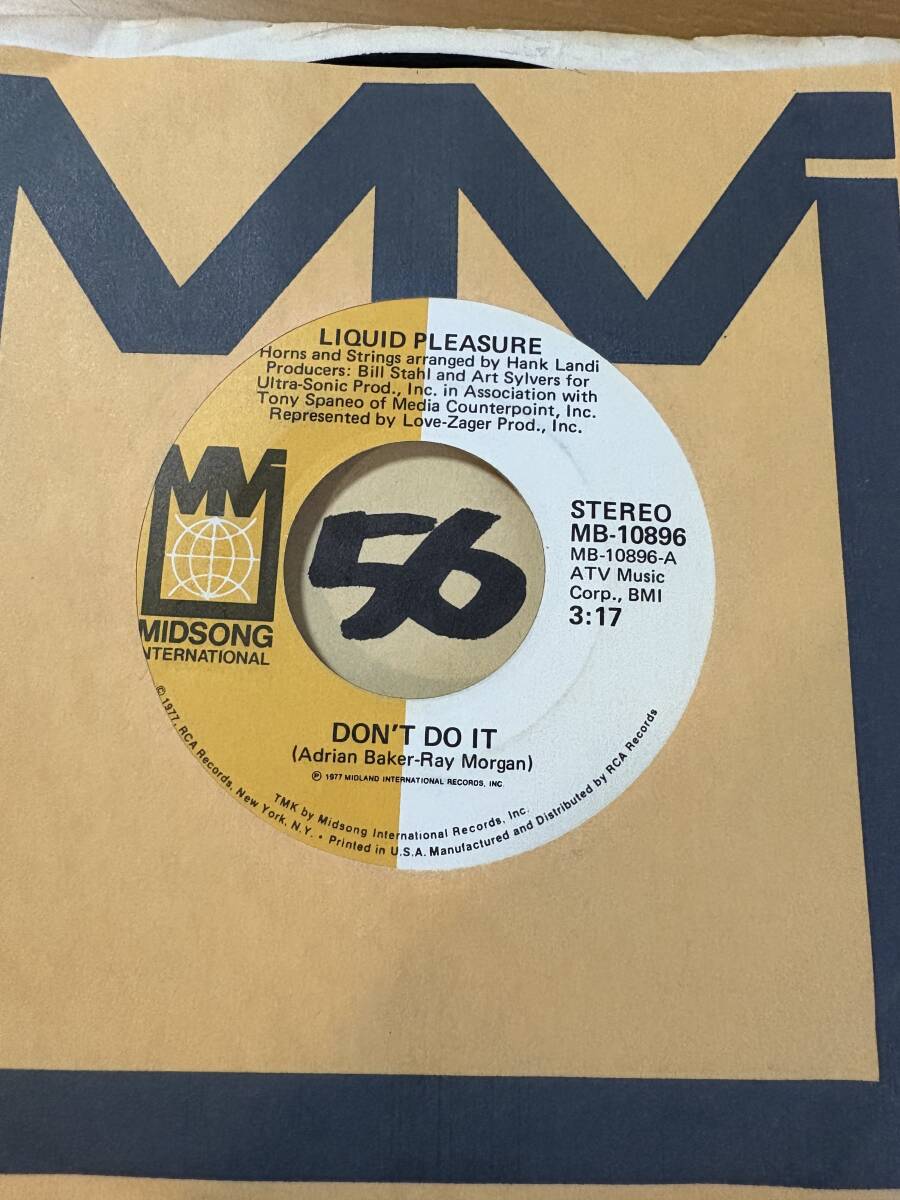 MMi
LIQUID PLEASURE
Horns and Strings arranged by Hank Landi
Producers: Bill Stahl and Art Sylvers for
Ultra-Sonic Prod., Inc. in Association with
Tony Spaneo of Media Counterpoint, Inc.
Represented by Love-Zager Prod., Inc.
MMi
MIDSONG
INTERNATIONAL
56
STEREO
MB-10896
MB-10896-A
ATV Music
Corp., BMI
3:17
DON'T DO IT
(Adrian Baker-Ray Morgan)
℗ 1977 MIDLAND INTERNATIONAL RECORDS, INC.
TMK by Midsong International Records, Inc.
© 1977, RCA Records, New York, N.Y. • Printed in U.S.A. Manufactured and Distributed by RCA Records